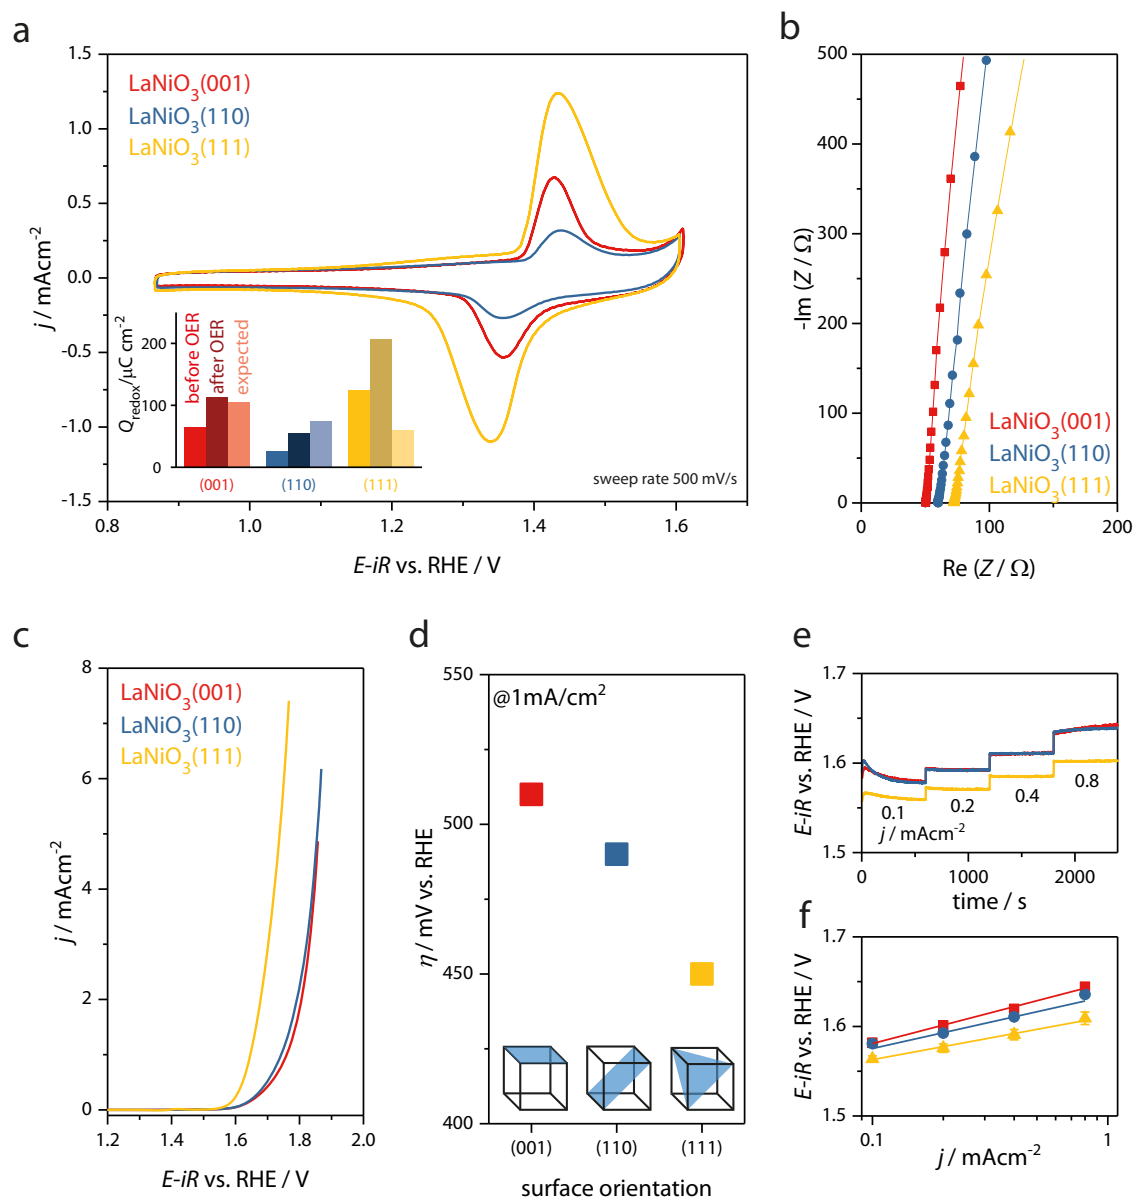 a
1.5
1.0
0.5
0.0
-0.5
-1.0
-1.5
j / mAcm-2
LaNiO3(001)
LaNiO3(110)
LaNiO3(111)
200
100
0
Qredox/μC cm-2
before OER
after OER
expected
(001)
(110)
(111)
sweep rate 500 mV/s
0.8
1.0
1.2
1.4
1.6
E-iR vs. RHE / V
b
500
400
300
200
100
0
-Im (Z / Ω)
LaNiO3(001)
LaNiO3(110)
LaNiO3(111)
0
100
200
Re (Z / Ω)
c
8
6
4
2
0
j / mAcm-2
LaNiO3(001)
LaNiO3(110)
LaNiO3(111)
1.2
1.4
1.6
1.8
2.0
E-iR vs. RHE / V
d
550
500
450
400
η / mV vs. RHE
@1mA/cm2
(001)
(110)
(111)
surface orientation
e
1.7
1.6
1.5
E-iR vs. RHE / V
0.1
0.2
0.4
0.8
j / mAcm-2
0
1000
2000
time / s
f
1.7
1.6
1.5
E-iR vs. RHE / V
0.1
1
j / mAcm-2